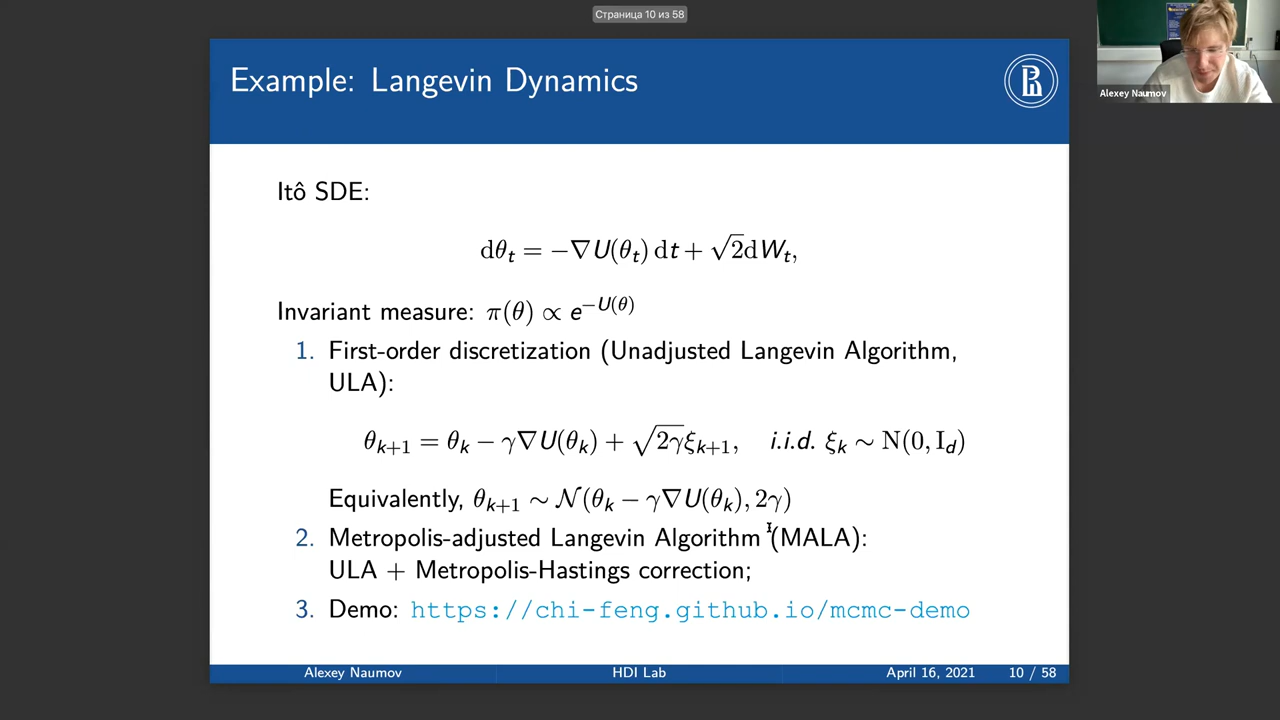 Страница 10 из 58
Example: Langevin Dynamics
Alexey Naumov
Itô SDE:
dθ_t = −∇U(θ_t) dt + √2dW_t,
Invariant measure: π(θ) ∝ e^{−U(θ)}
1. First-order discretization (Unadjusted Langevin Algorithm,
ULA):
θ_{k+1} = θ_k − γ∇U(θ_k) + √2γξ_{k+1}, i.i.d. ξ_k ∼ N(0, I_d)
Equivalently, θ_{k+1} ∼ 𝒩(θ_k − γ∇U(θ_k), 2γ)
2. Metropolis-adjusted Langevin Algorithm (MALA):
ULA + Metropolis-Hastings correction;
3. Demo: https://chi-feng.github.io/mcmc-demo
Alexey Naumov HDI Lab April 16, 2021 10 / 58